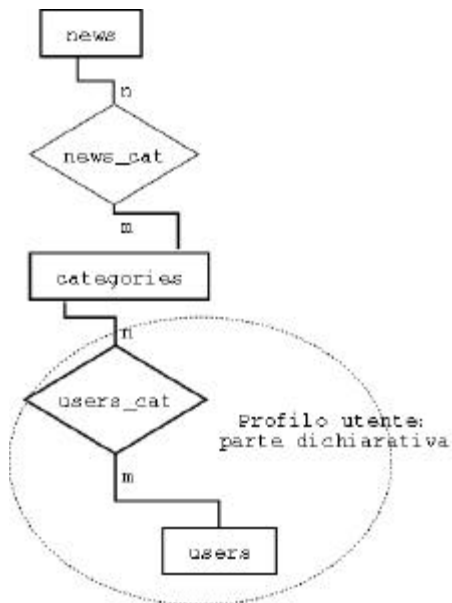 news
n
news_cat
m
categories
n
users_cat
Profilo utente:
parte dichiarativa
m
users